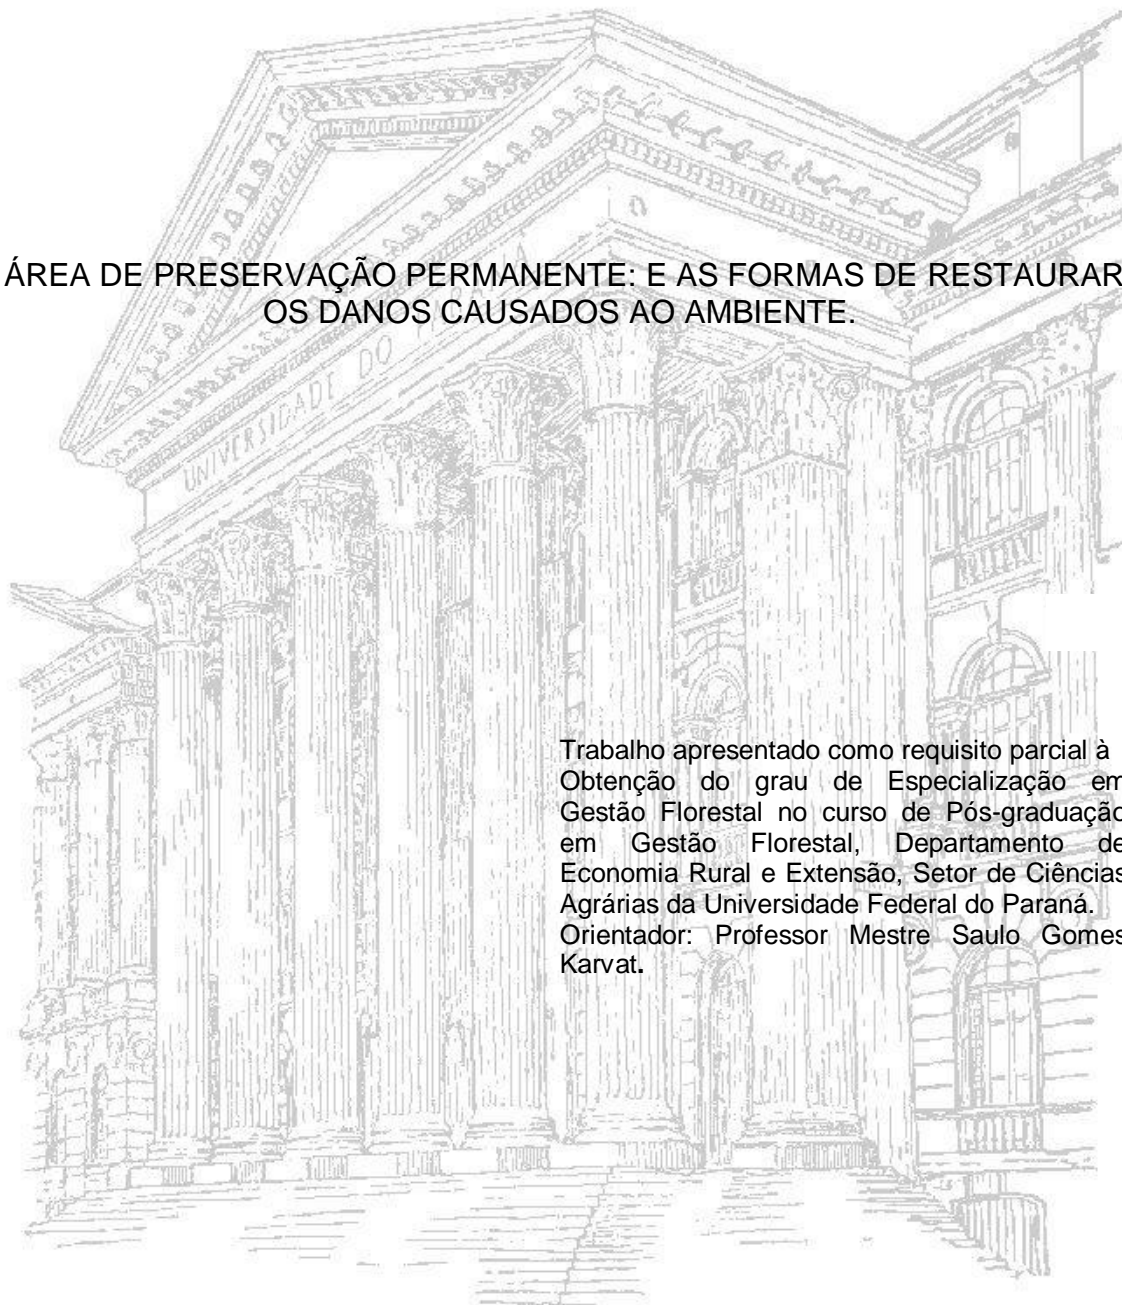 ÁREA DE PRESERVAÇÃO PERMANENTE: E AS FORMAS DE RESTAURAR
OS DANOS CAUSADOS AO AMBIENTE.
UNIVERSIDADE DO
Trabalho apresentado como requisito parcial à
Obtenção do grau de Especialização em
Gestão Florestal no curso de Pós-graduação
em Gestão Florestal, Departamento de
Economia Rural e Extensão, Setor de Ciências
Agrárias da Universidade Federal do Paraná.
Orientador: Professor Mestre Saulo Gomes
Karvat.